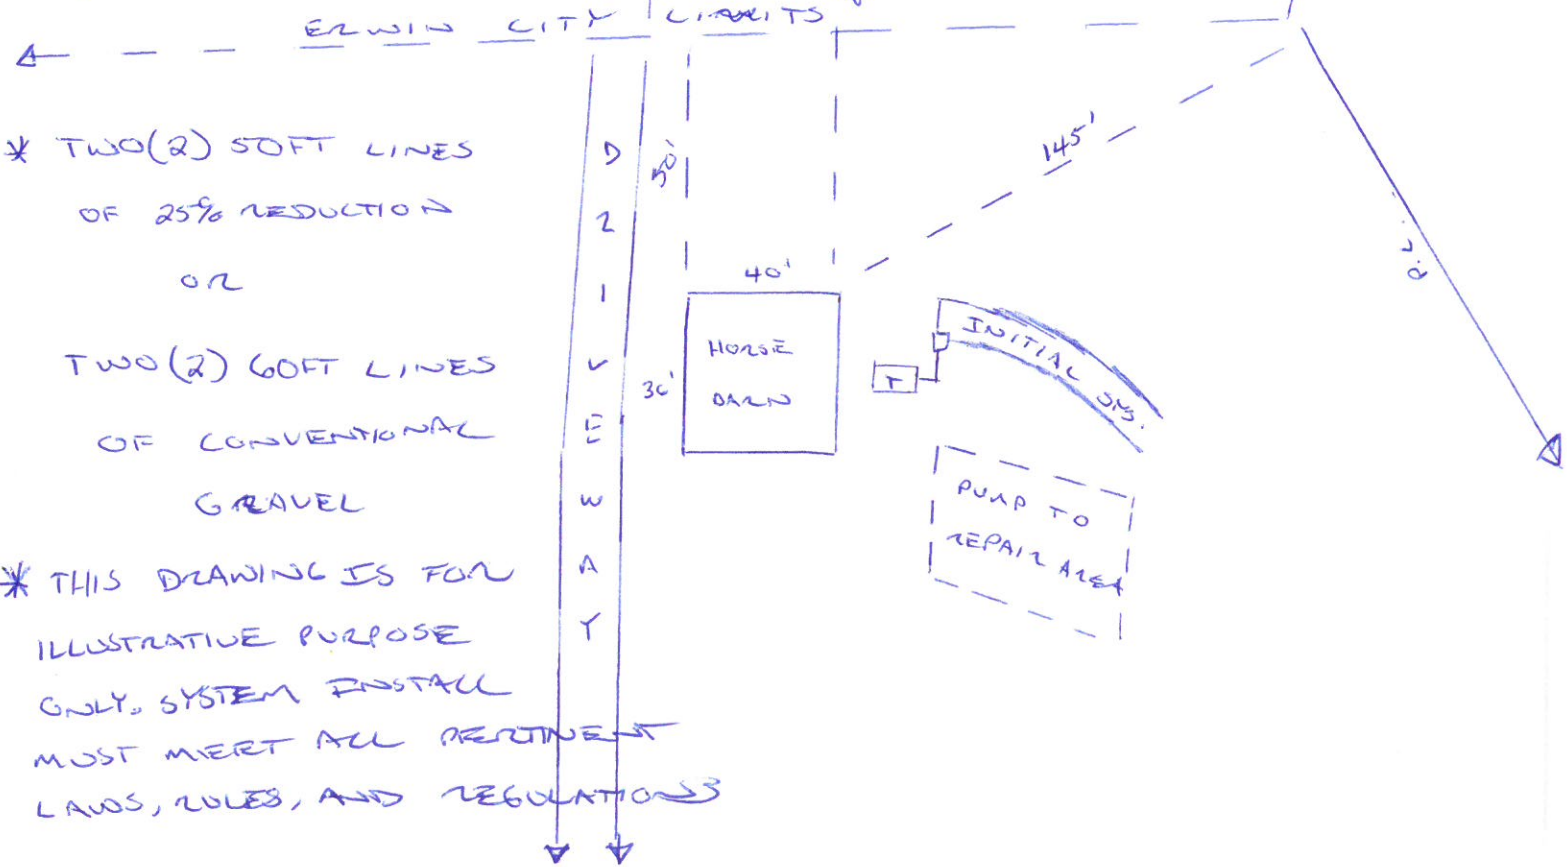 ERWIN CITY LIMITS
* TWO(2) 50FT LINES
OF 25% REDUCTION
OR
TWO(2) 60FT LINES
OF CONVENTIONAL
GRAVEL
* THIS DRAWING IS FOR
ILLUSTRATIVE PURPOSE
ONLY. SYSTEM INSTALL
MUST MEET ALL PERTINENT
LAWS, RULES, AND REGULATIONS
DRIVEWAY
50'
40'
HORSE
BARN
145'
P.L.
T
INITIAL SYS.
PUMP TO
REPAIR AREA